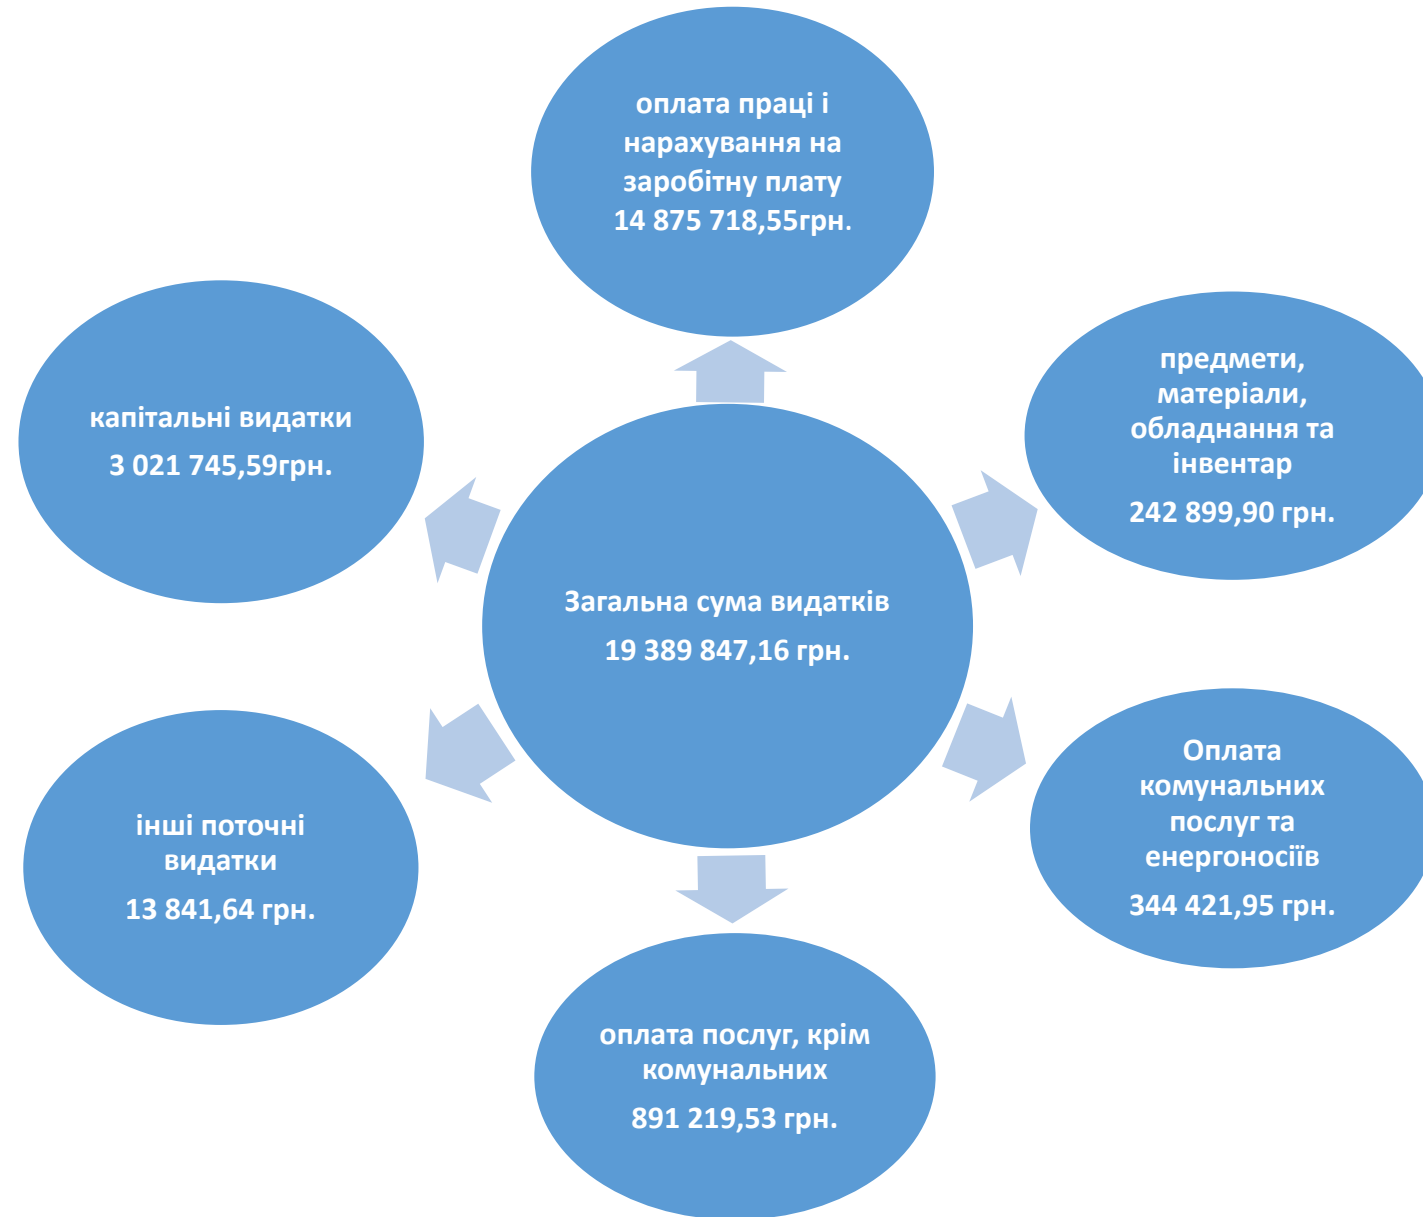 оплата праці і
нарахування на
заробітну плату
14 875 718,55грн.
капітальні видатки
3 021 745,59грн.
предмети,
матеріали,
обладнання та
інвентар
242 899,90 грн.
Загальна сума видатків
19 389 847,16 грн.
інші поточні
видатки
13 841,64 грн.
Оплата
комунальних
послуг та
енергоносіїв
344 421,95 грн.
оплата послуг, крім
комунальних
891 219,53 грн.